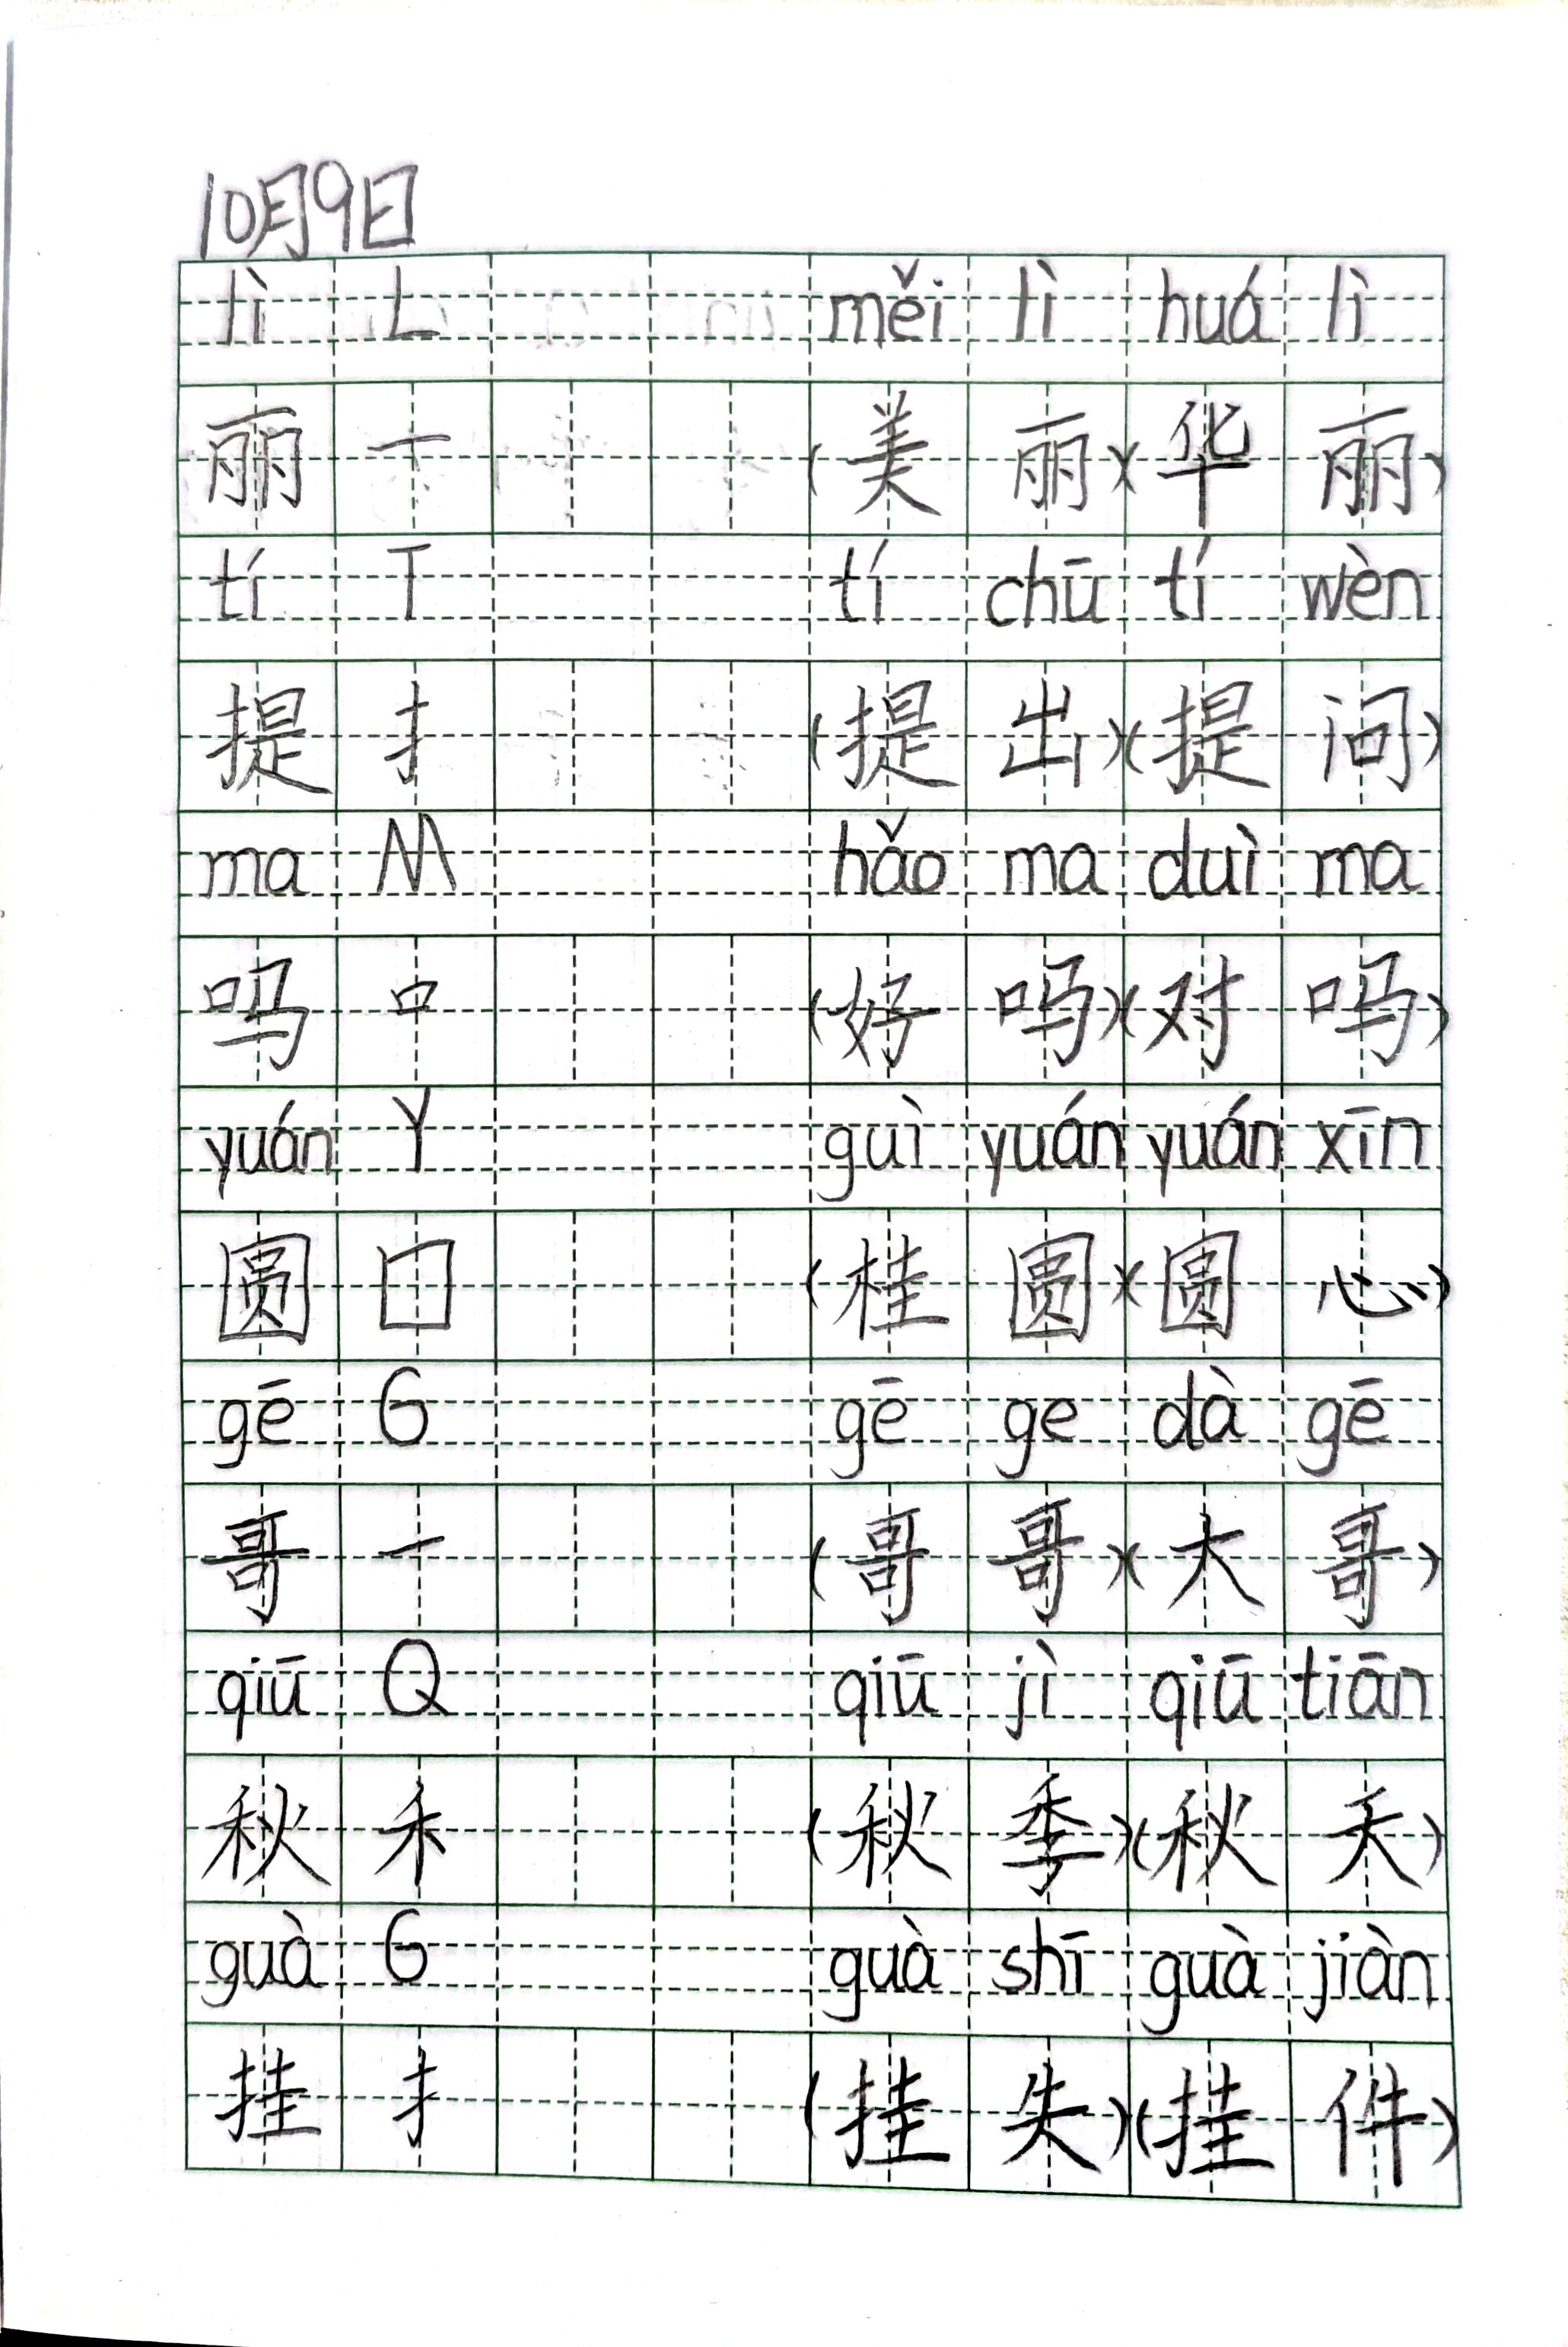 10月9日
lì L měi lì huá lì
丽 一 (美 丽)(华 丽)
tí T tí chū tí wèn
提 扌 (提 出)(提 问)
ma M hǎo ma duì ma
吗 口 (好 吗)(对 吗)
yuán Y guì yuán yuán xīn
圆 囗 (桂 圆)(圆 心)
gē G gē ge dà gē
哥 一 (哥 哥)(大 哥)
qiū Q qiū jì qiū tiān
秋 禾 (秋 季)(秋 天)
guà G guà shī guà jiàn
挂 扌 (挂 失)(挂 件)